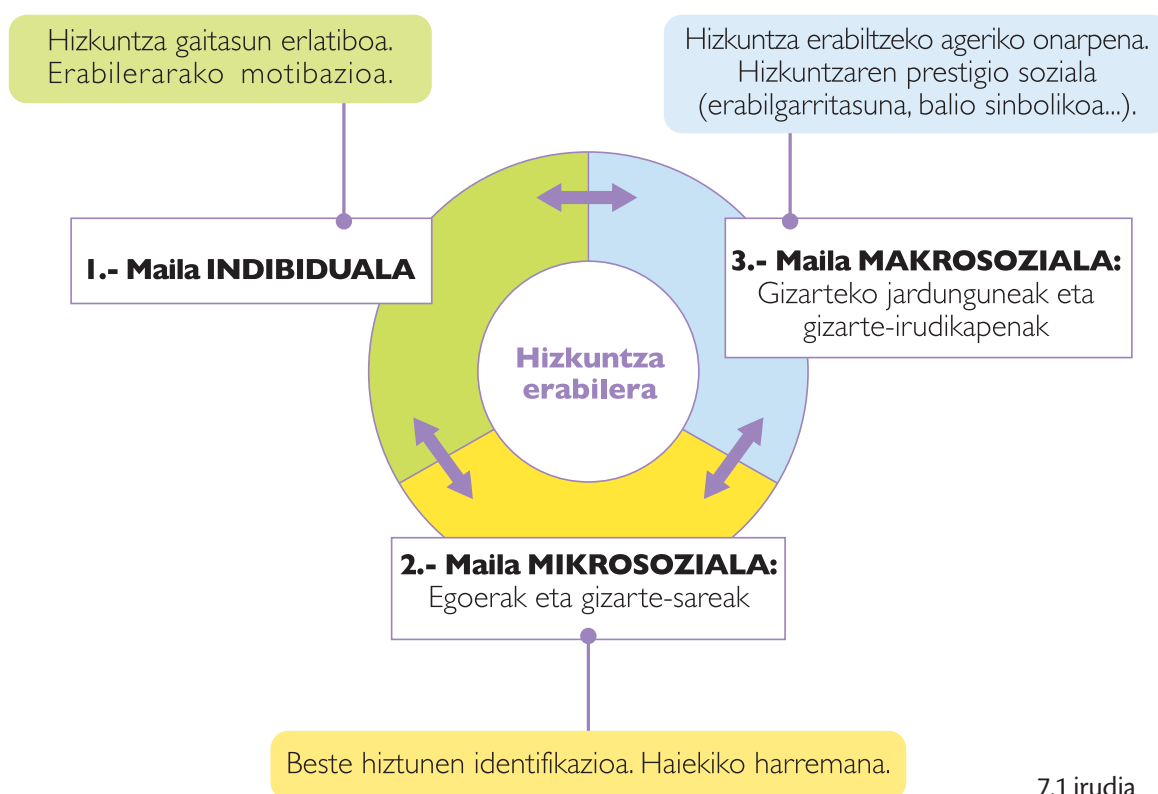 Hizkuntza gaitasun erlatiboa.
Erabilerarako motibazioa.
Hizkuntza erabiltzeko ageriko onarpena.
Hizkuntzaren prestigio soziala
(erabilgarritasuna, balio sinbolikoa...).
1.- Maila INDIBIDUALA
3.- Maila MAKROSOZIALA:
Gizarteko jardunguneak eta
gizarte-irudikapenak
Hizkuntza
erabilera
2.- Maila MIKROSOZIALA:
Egoerak eta gizarte-sareak
Beste hiztunen identifikazioa. Haiekiko harremana.
7.1 irudia